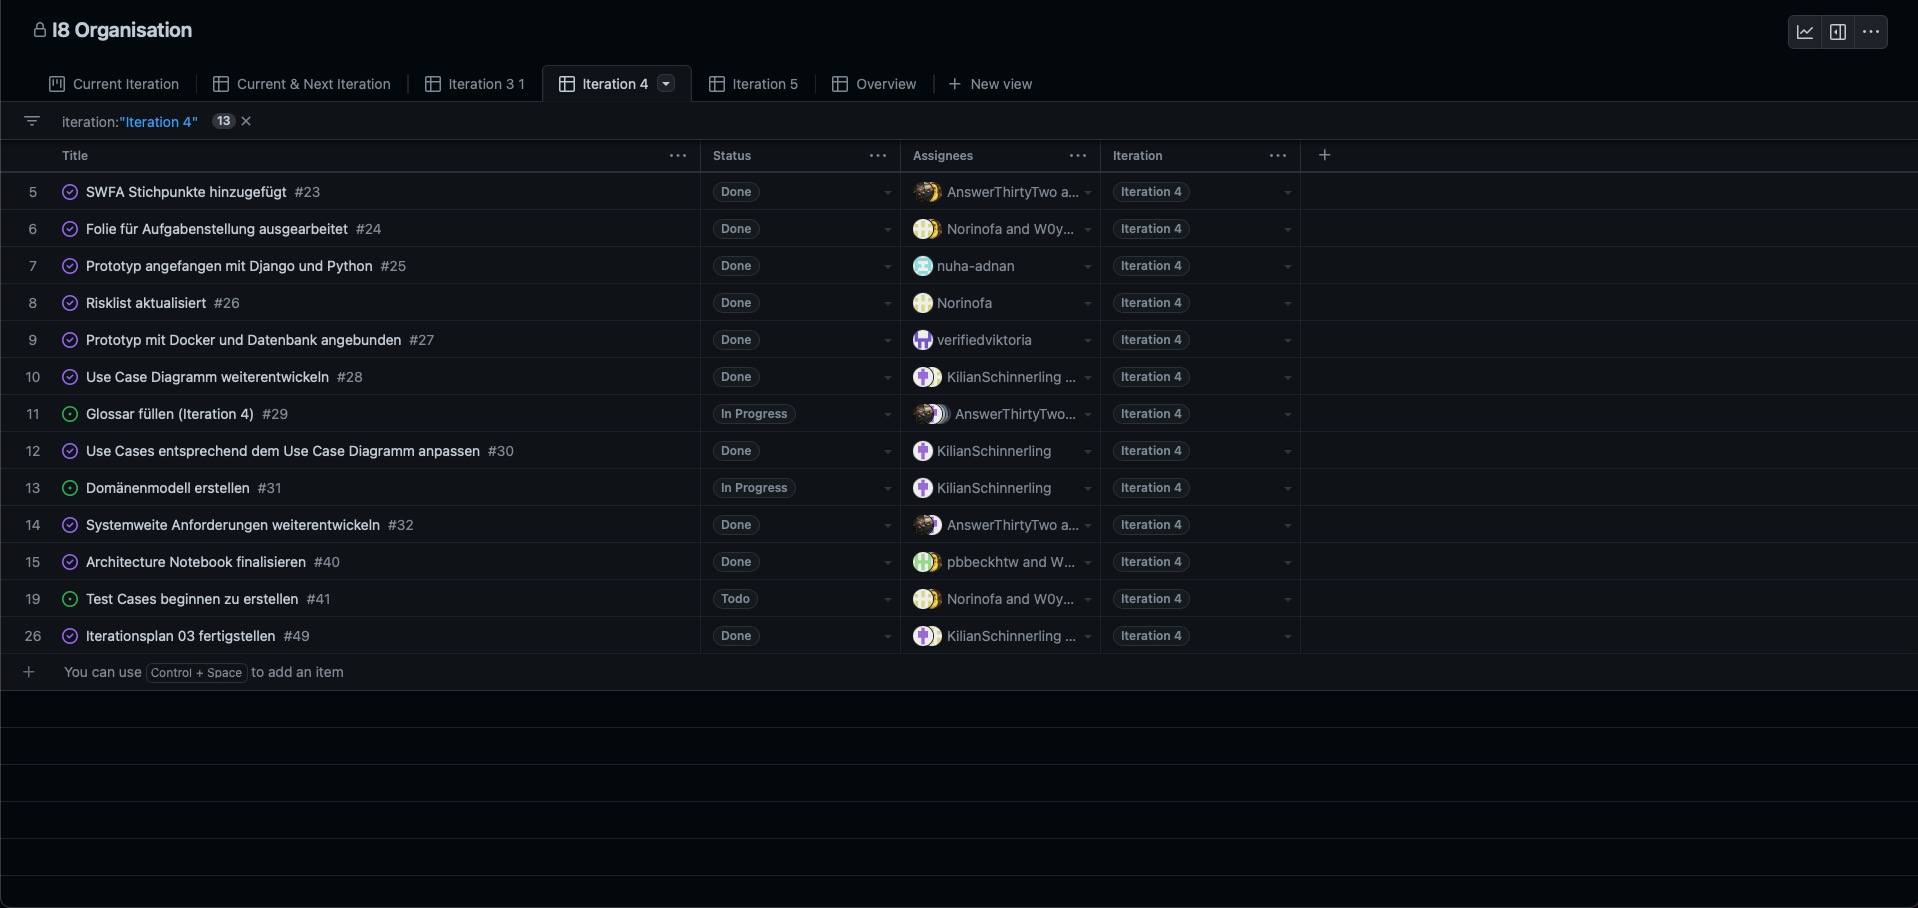 I8 Organisation
Current Iteration
Current & Next Iteration
Iteration 3 1
Iteration 4
Iteration 5
Overview
New view
iteration:"Iteration 4" 13
Title Status Assignees Iteration
5 SWFA Stichpunkte hinzugefügt #23 Done AnswerThirtyTwo a... Iteration 4
6 Folie für Aufgabenstellung ausgearbeitet #24 Done Norinofa and W0y... Iteration 4
7 Prototyp angefangen mit Django und Python #25 Done nuha-adnan Iteration 4
8 Risklist aktualisiert #26 Done Norinofa Iteration 4
9 Prototyp mit Docker und Datenbank angebunden #27 Done verifiedviktoria Iteration 4
10 Use Case Diagramm weiterentwickeln #28 Done KilianSchinnerling ... Iteration 4
11 Glossar füllen (Iteration 4) #29 In Progress AnswerThirtyTwo... Iteration 4
12 Use Cases entsprechend dem Use Case Diagramm anpassen #30 Done KilianSchinnerling Iteration 4
13 Domänenmodell erstellen #31 In Progress KilianSchinnerling Iteration 4
14 Systemweite Anforderungen weiterentwickeln #32 Done AnswerThirtyTwo a... Iteration 4
15 Architecture Notebook finalisieren #40 Done pbbeckhtw and W... Iteration 4
19 Test Cases beginnen zu erstellen #41 Todo Norinofa and W0y... Iteration 4
26 Iterationsplan 03 fertigstellen #49 Done KilianSchinnerling ... Iteration 4
You can use Control + Space to add an item